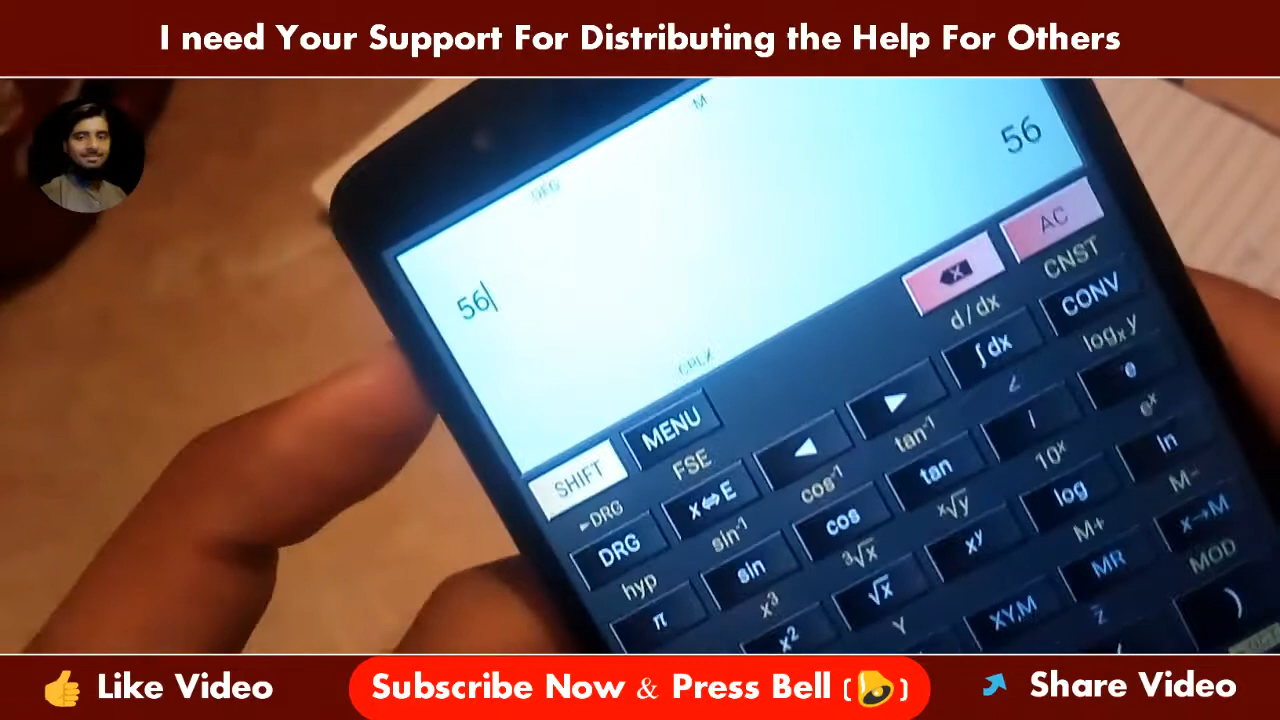 I need Your Support For Distributing the Help For Others
M
DEG
56
56
CPLX
AC
CNST
d/dx
CONV
SHIFT
MENU
◄
►
∫dx
logₓy
►DRG
FSE
cos⁻¹
tan⁻¹
∠
e
DRG
x⇔E
cos
tan
i
eˣ
hyp
sin⁻¹
³√x
ˣ√y
10ˣ
ln
π
sin
√x
xʸ
log
M−
x³
x²
Y
XY,M
M+
MR
x→M
MOD
(
)
Like Video
Subscribe Now & Press Bell ( )
Share Video